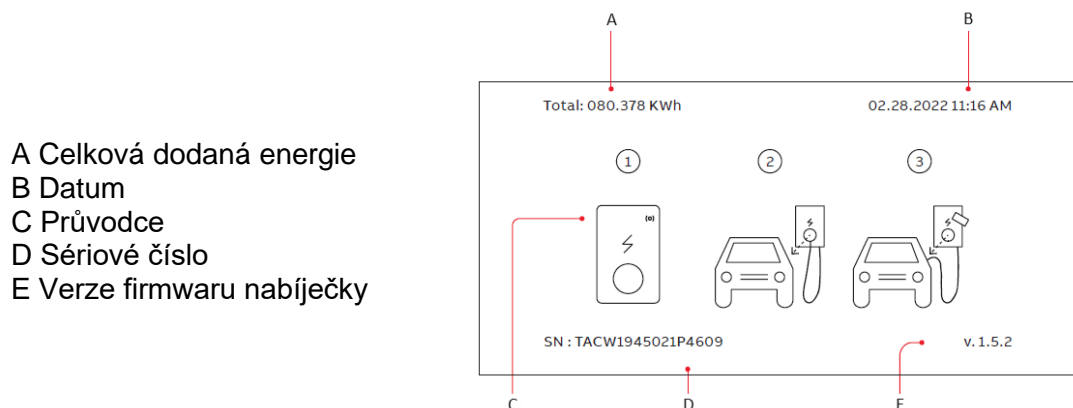 A B
Total: 080.378 KWh 02.28.2022 11:16 AM
1 2 3
A Celková dodaná energie
B Datum
C Průvodce
D Sériové číslo
E Verze firmwaru nabíječky
SN : TACW1945021P4609 v. 1.5.2
C D E